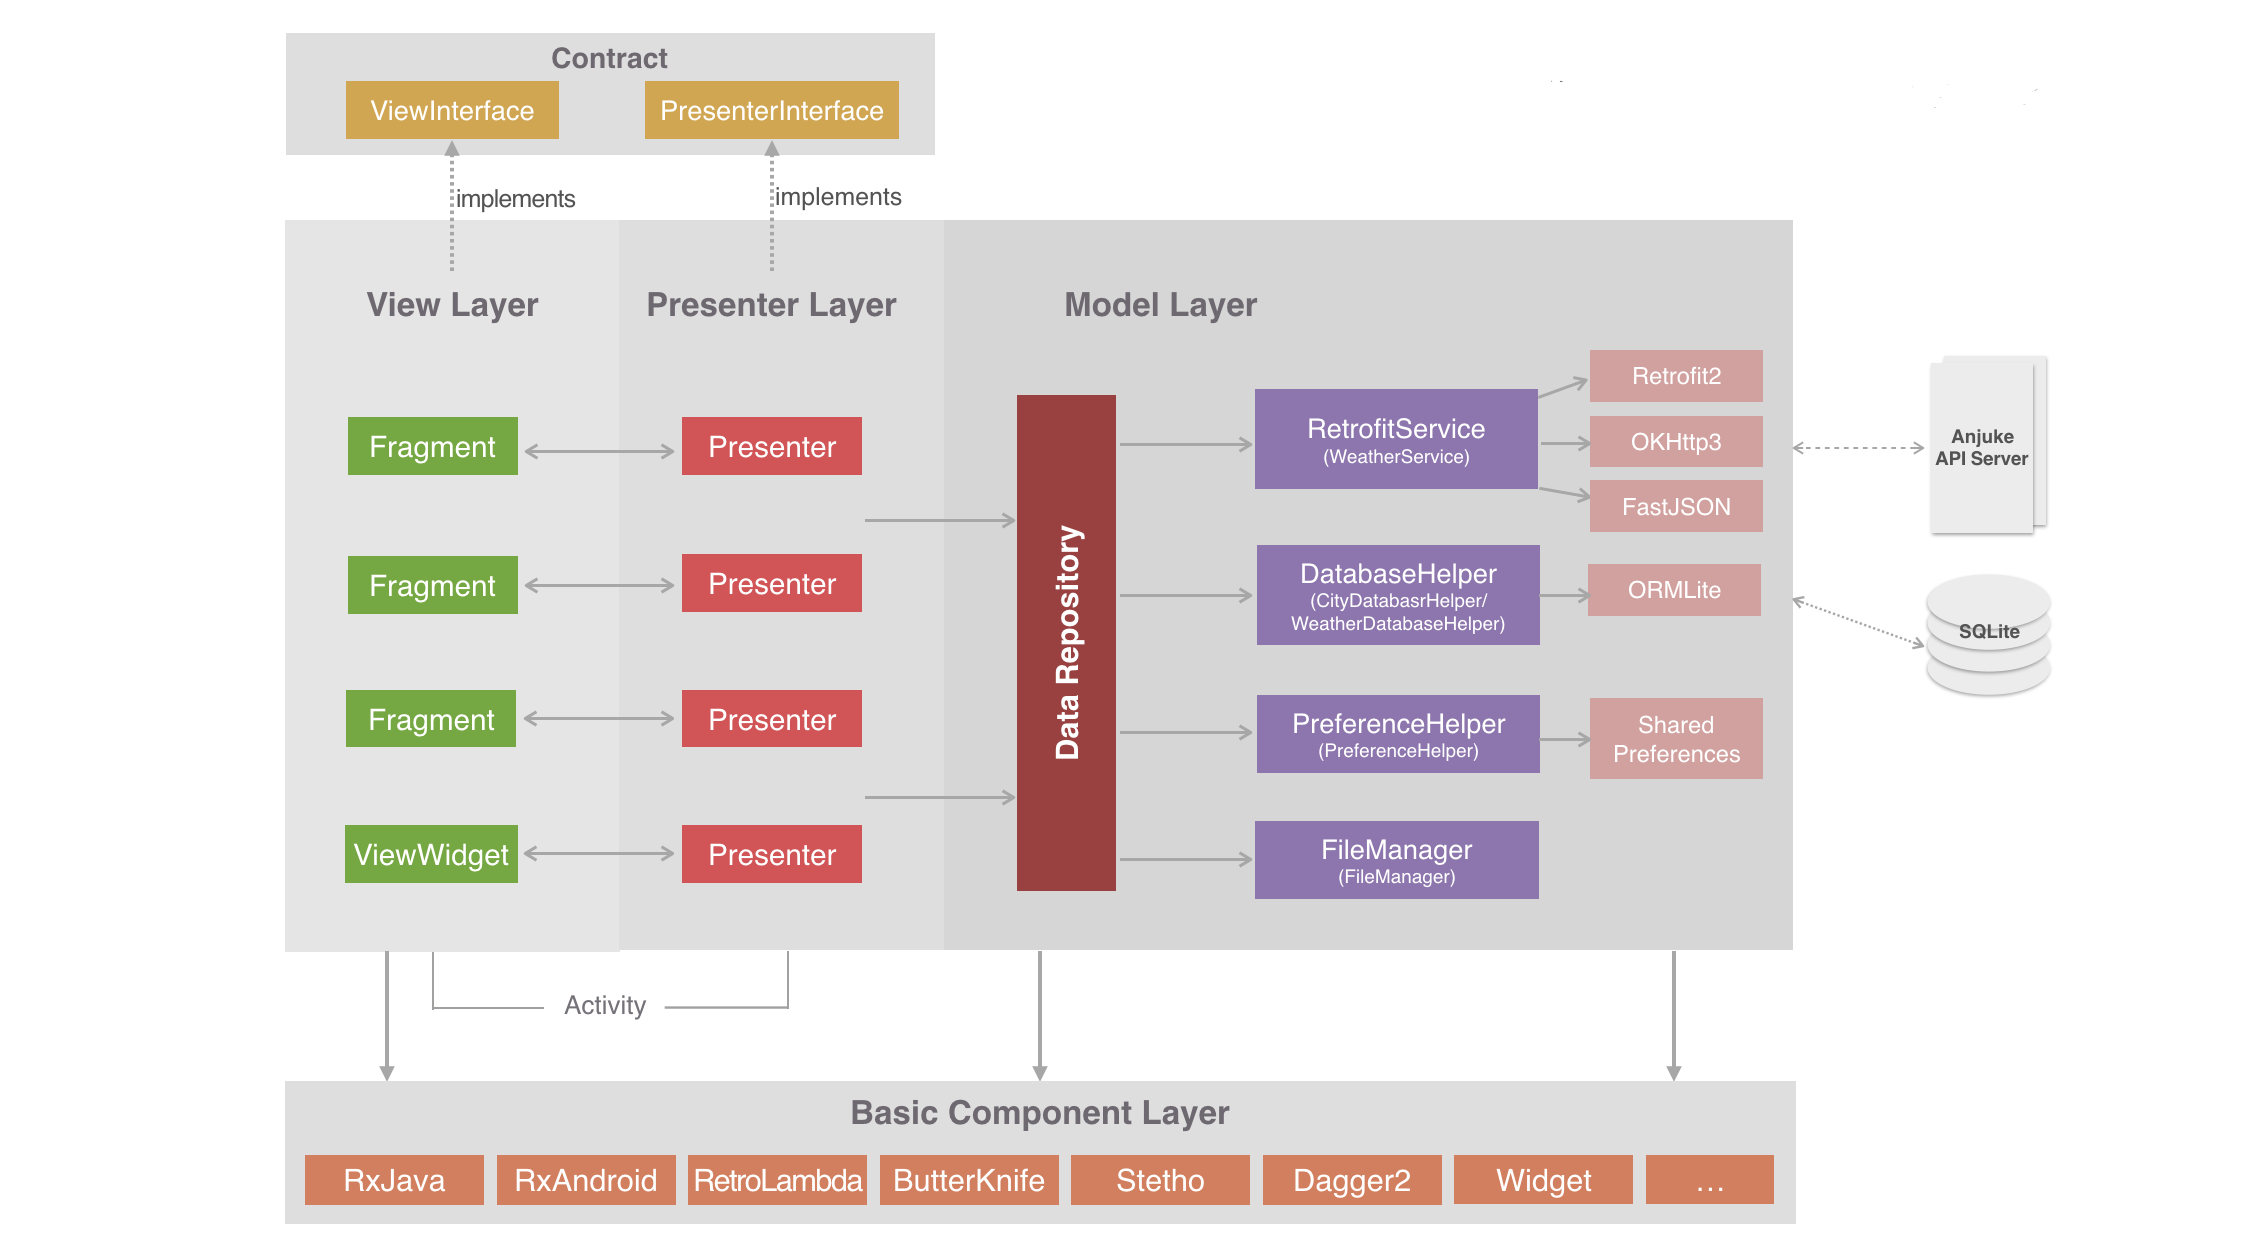 Contract
ViewInterface
PresenterInterface
implements
implements
View Layer
Presenter Layer
Model Layer
Fragment
Fragment
Fragment
ViewWidget
Presenter
Presenter
Presenter
Presenter
Data Repository
RetrofitService
(WeatherService)
DatabaseHelper
(CityDatabasrHelper/
WeatherDatabaseHelper)
PreferenceHelper
(PreferenceHelper)
FileManager
(FileManager)
Retrofit2
OKHttp3
FastJSON
ORMLite
Shared
Preferences
Anjuke
API Server
SQLite
Activity
Basic Component Layer
RxJava
RxAndroid
RetroLambda
ButterKnife
Stetho
Dagger2
Widget
...